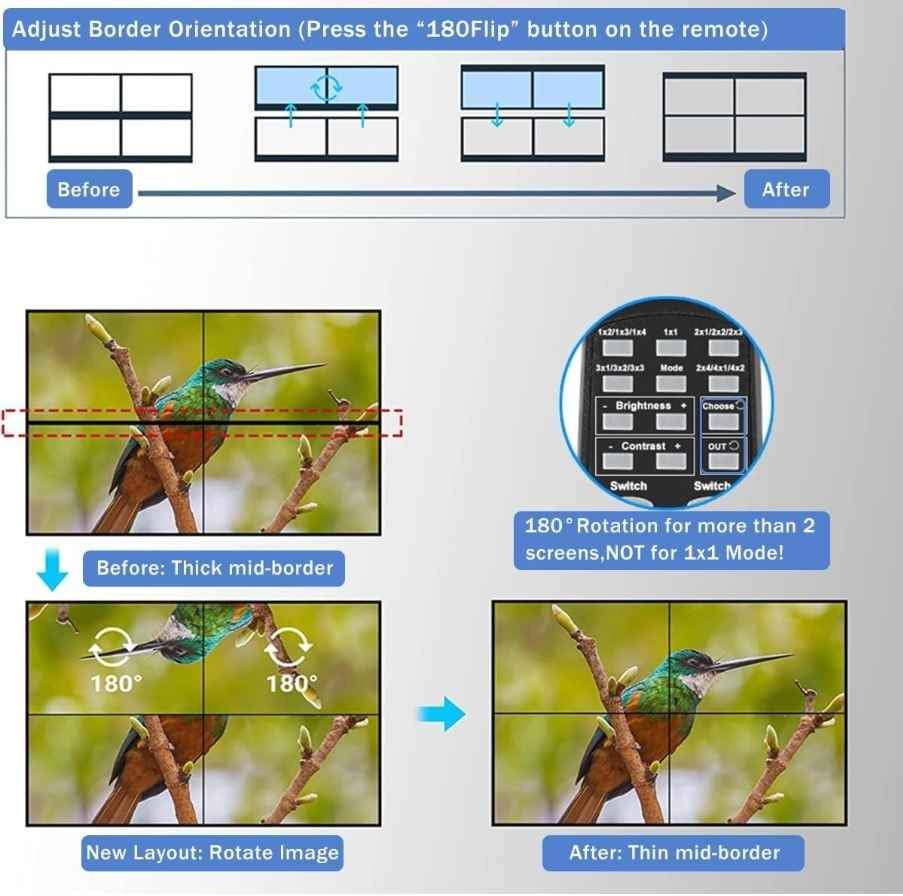 Adjust Border Orientation (Press the “180Flip” button on the remote)
Before
After
1x2/1x3/1x4 1x1 2x1/2x2/2x3
3x1/3x2/3x3 Mode 2x4/4x1/4x2
- Brightness + Choose
- Contrast + OUT
Switch Switch
180°Rotation for more than 2
screens,NOT for 1x1 Mode!
Before: Thick mid-border
180° 180°
New Layout: Rotate Image
After: Thin mid-border